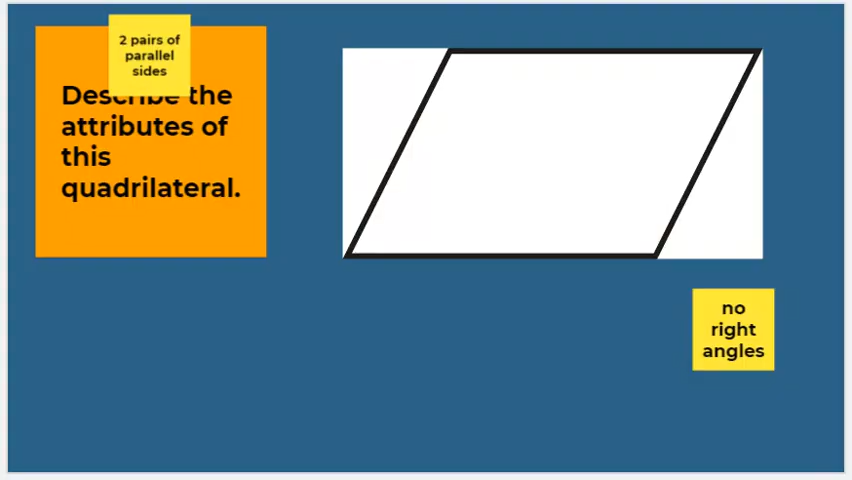 2 pairs of
parallel
sides
Describe the
attributes of
this
quadrilateral.
no
right
angles